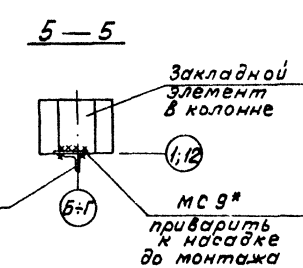 5 — 5
Закладной
элемент
в колонне
1;12
Б÷Г
МС 9*
приварить
к насадке
до монтажа